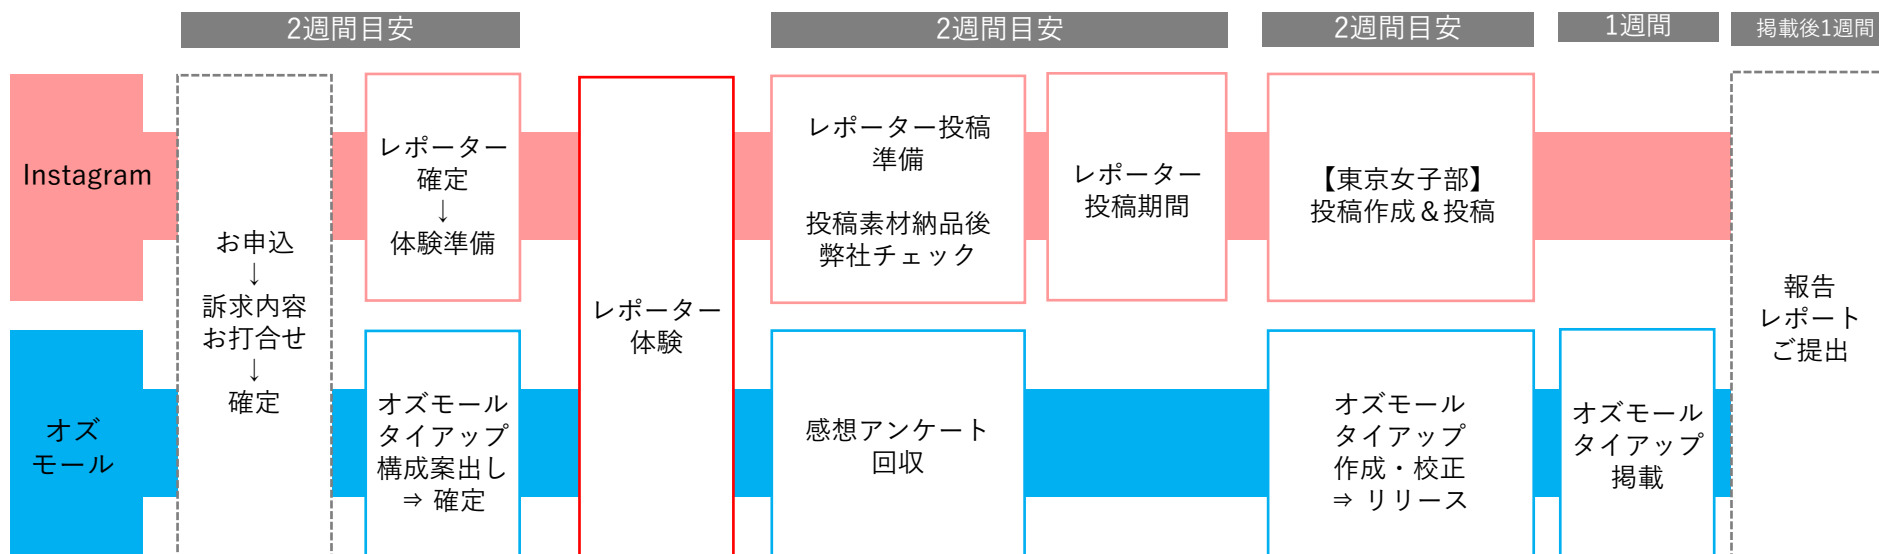 2週間目安
2週間目安
2週間目安
1週間
掲載後1週間
Instagram
お申込
↓
訴求内容
お打合せ
↓
確定
レポーター
確定
↓
体験準備
レポーター
体験
レポーター投稿
準備
投稿素材納品後
弊社チェック
レポーター
投稿期間
【東京女子部】
投稿作成＆投稿
報告
レポート
ご提出
オズ
モール
オズモール
タイアップ
構成案出し
⇒ 確定
感想アンケート
回収
オズモール
タイアップ
作成・校正
⇒ リリース
オズモール
タイアップ
掲載